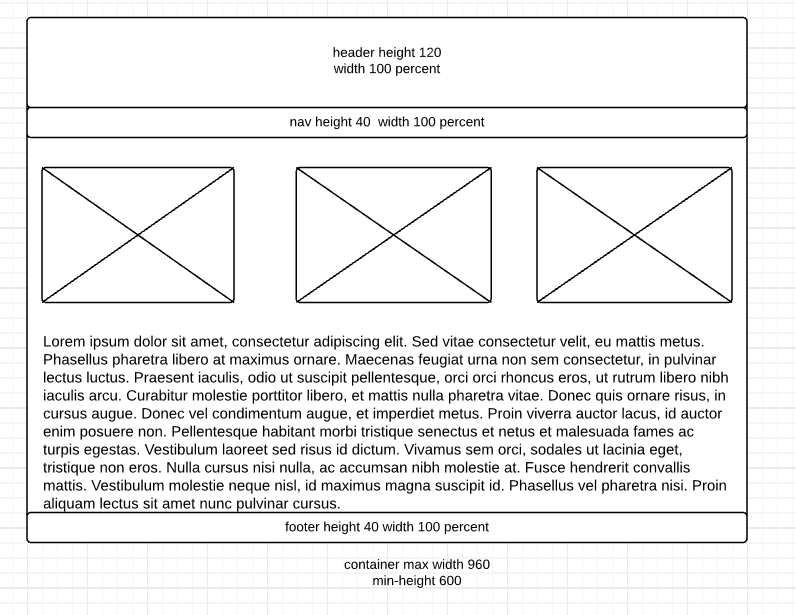 header height 120
width 100 percent
nav height 40  width 100 percent
Lorem ipsum dolor sit amet, consectetur adipiscing elit. Sed vitae consectetur velit, eu mattis metus.
Phasellus pharetra libero at maximus ornare. Maecenas feugiat urna non sem consectetur, in pulvinar
lectus luctus. Praesent iaculis, odio ut suscipit pellentesque, orci orci rhoncus eros, ut rutrum libero nibh
iaculis arcu. Curabitur molestie porttitor libero, et mattis nulla pharetra vitae. Donec quis ornare risus, in
cursus augue. Donec vel condimentum augue, et imperdiet metus. Proin viverra auctor lacus, id auctor
enim posuere non. Pellentesque habitant morbi tristique senectus et netus et malesuada fames ac
turpis egestas. Vestibulum laoreet sed risus id dictum. Vivamus sem orci, sodales ut lacinia eget,
tristique non eros. Nulla cursus nisi nulla, ac accumsan nibh molestie at. Fusce hendrerit convallis
mattis. Vestibulum molestie neque nisl, id maximus magna suscipit id. Phasellus vel pharetra nisi. Proin
aliquam lectus sit amet nunc pulvinar cursus.
footer height 40 width 100 percent
container max width 960
min-height 600